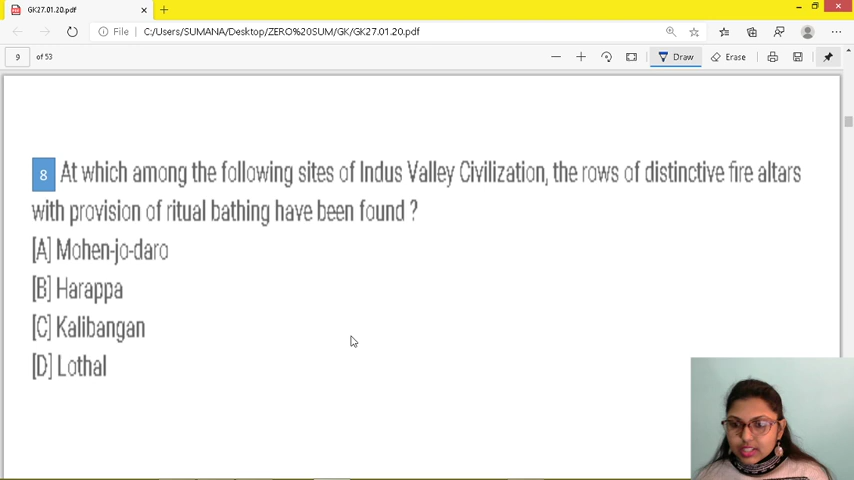 GK27.01.20.pdf
File C:/Users/SUMANA/Desktop/ZERO%20SUM/GK/GK27.01.20.pdf
9 of 53 Draw Erase
8 At which among the following sites of Indus Valley Civilization, the rows of distinctive fire altars
with provision of ritual bathing have been found ?
[A] Mohen-jo-daro
[B] Harappa
[C] Kalibangan
[D] Lothal